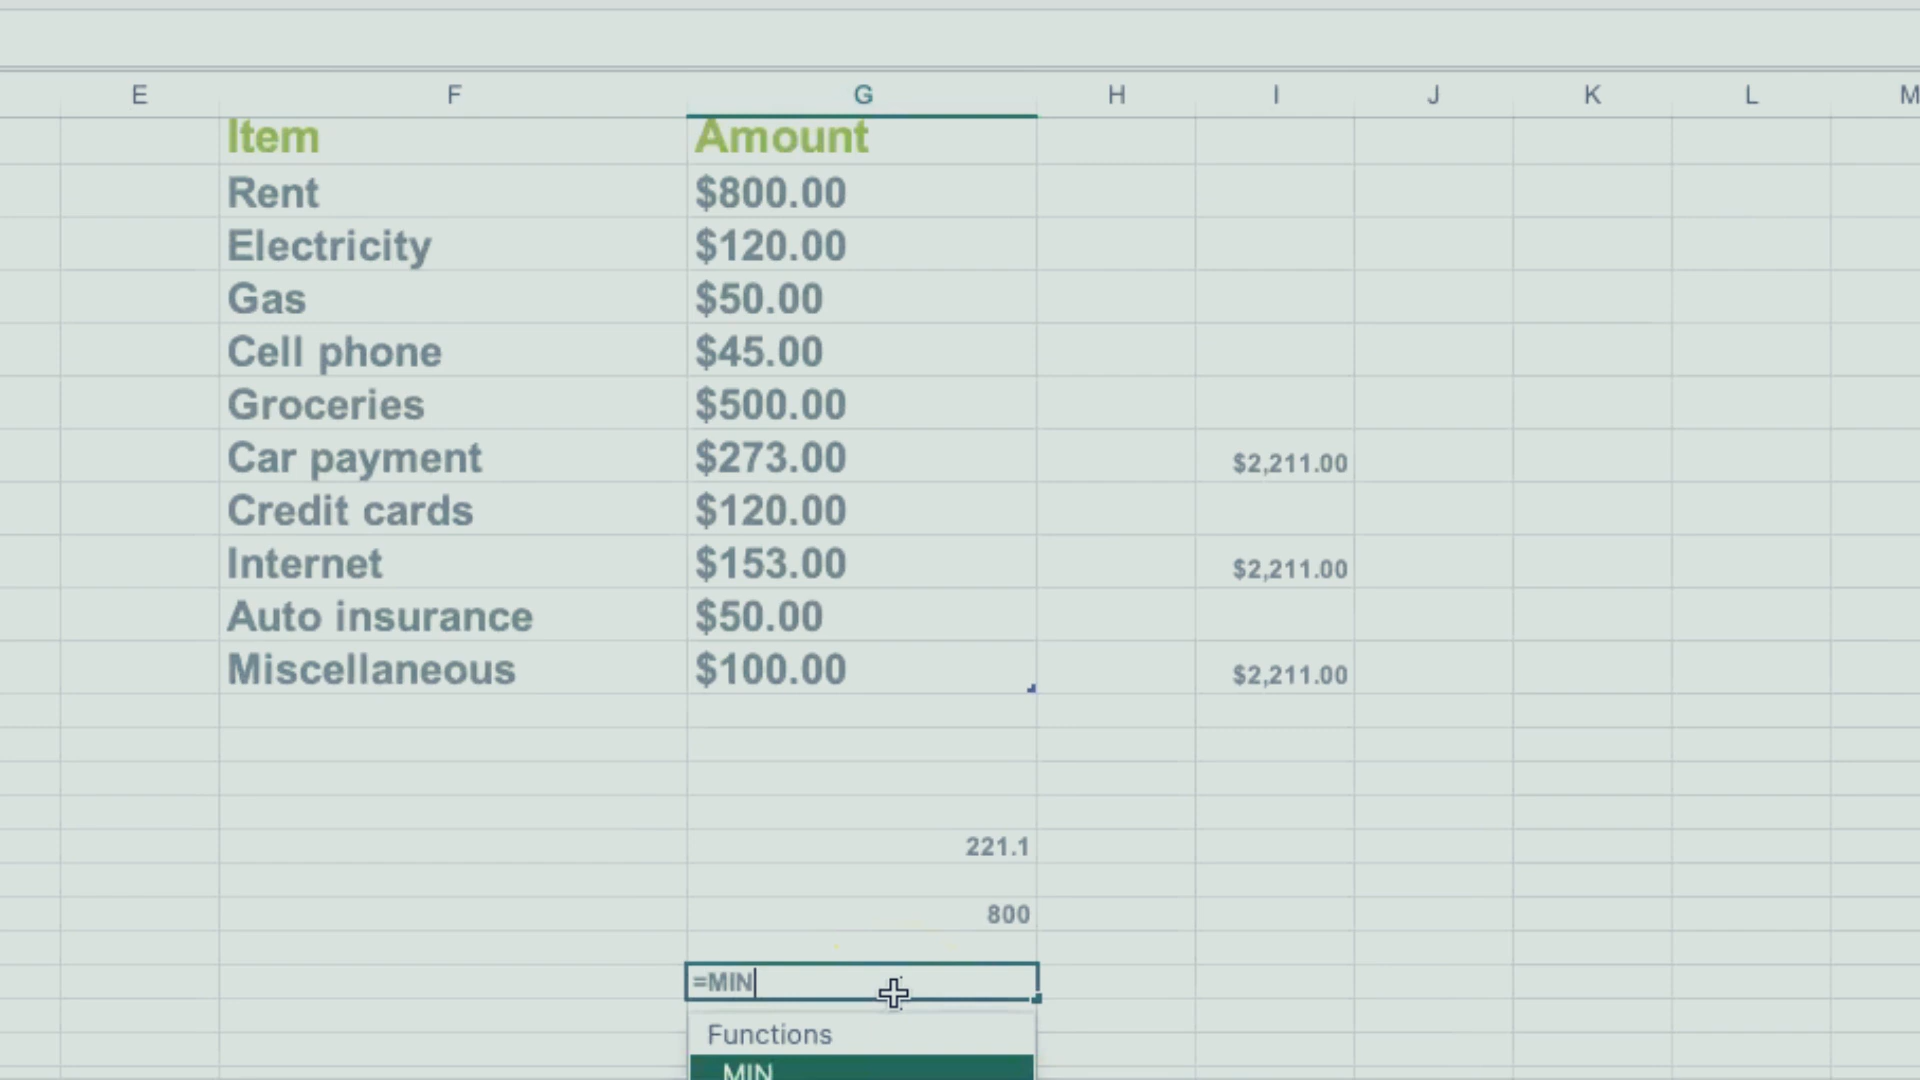 E F G H I J K L M
Item Amount
Rent $800.00
Electricity $120.00
Gas $50.00
Cell phone $45.00
Groceries $500.00
Car payment $273.00 $2,211.00
Credit cards $120.00
Internet $153.00 $2,211.00
Auto insurance $50.00
Miscellaneous $100.00 $2,211.00
221.1
800
=MIN
Functions
MIN